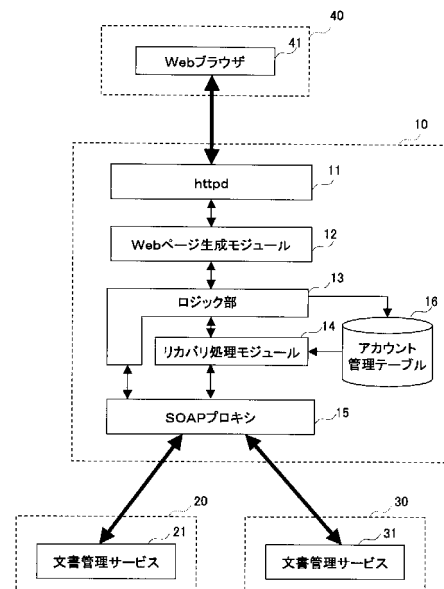 40
41
Webブラウザ
10
11
httpd
12
Webページ生成モジュール
13
ロジック部
16
14
リカバリ処理モジュール
アカウント
管理テーブル
15
SOAPプロキシ
20
21
文書管理サービス
30
31
文書管理サービス